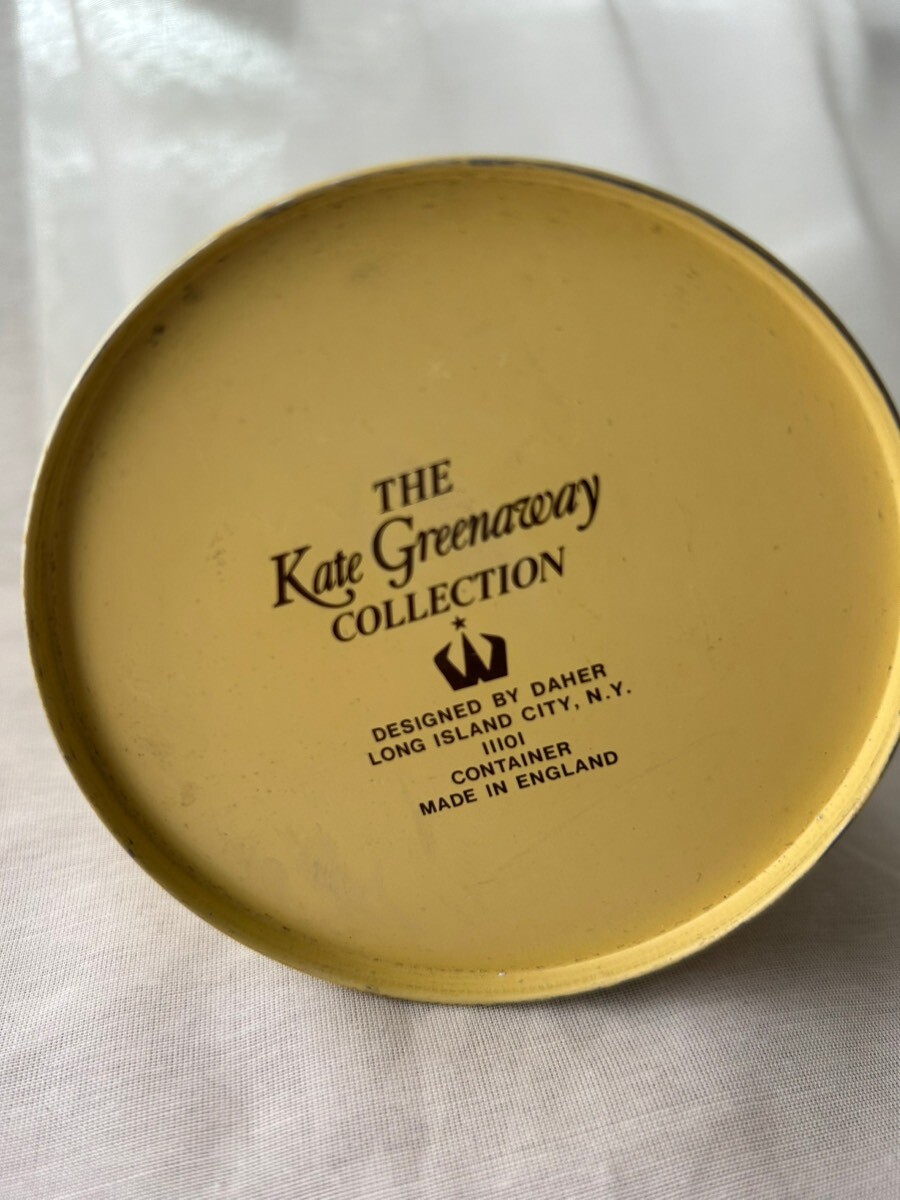 THE
Kate Greenaway
COLLECTION
DESIGNED BY DAHER
LONG ISLAND CITY, N.Y.
11101
CONTAINER
MADE IN ENGLAND